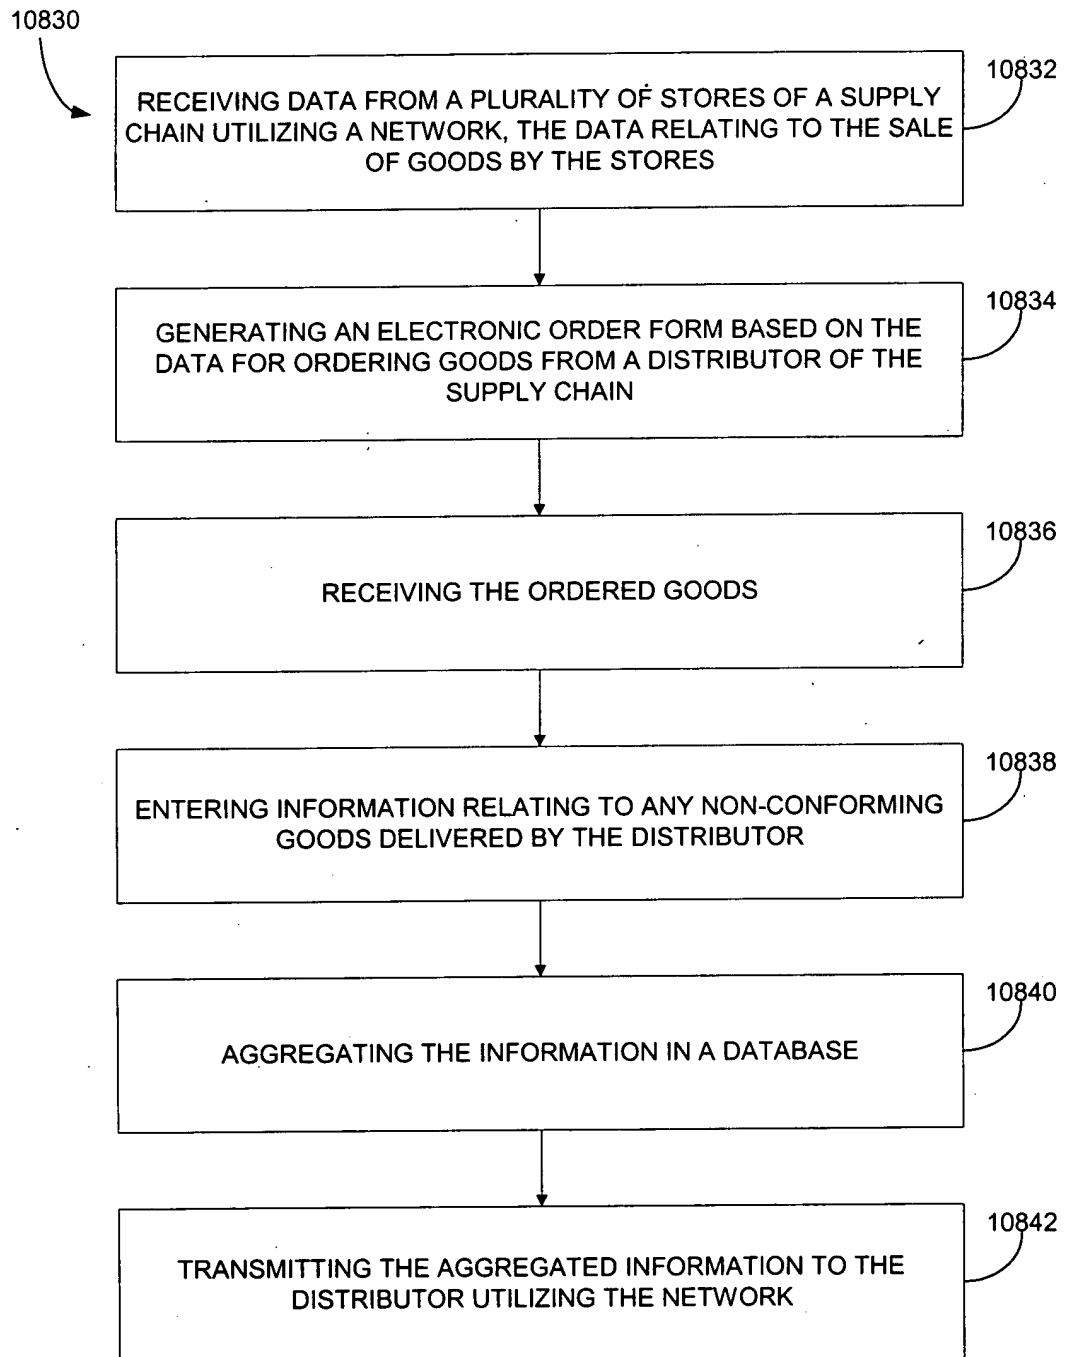 10830
10832
RECEIVING DATA FROM A PLURALITY OF STORES OF A SUPPLY
CHAIN UTILIZING A NETWORK, THE DATA RELATING TO THE SALE
OF GOODS BY THE STORES
10834
GENERATING AN ELECTRONIC ORDER FORM BASED ON THE
DATA FOR ORDERING GOODS FROM A DISTRIBUTOR OF THE
SUPPLY CHAIN
10836
RECEIVING THE ORDERED GOODS
10838
ENTERING INFORMATION RELATING TO ANY NON-CONFORMING
GOODS DELIVERED BY THE DISTRIBUTOR
10840
AGGREGATING THE INFORMATION IN A DATABASE
10842
TRANSMITTING THE AGGREGATED INFORMATION TO THE
DISTRIBUTOR UTILIZING THE NETWORK